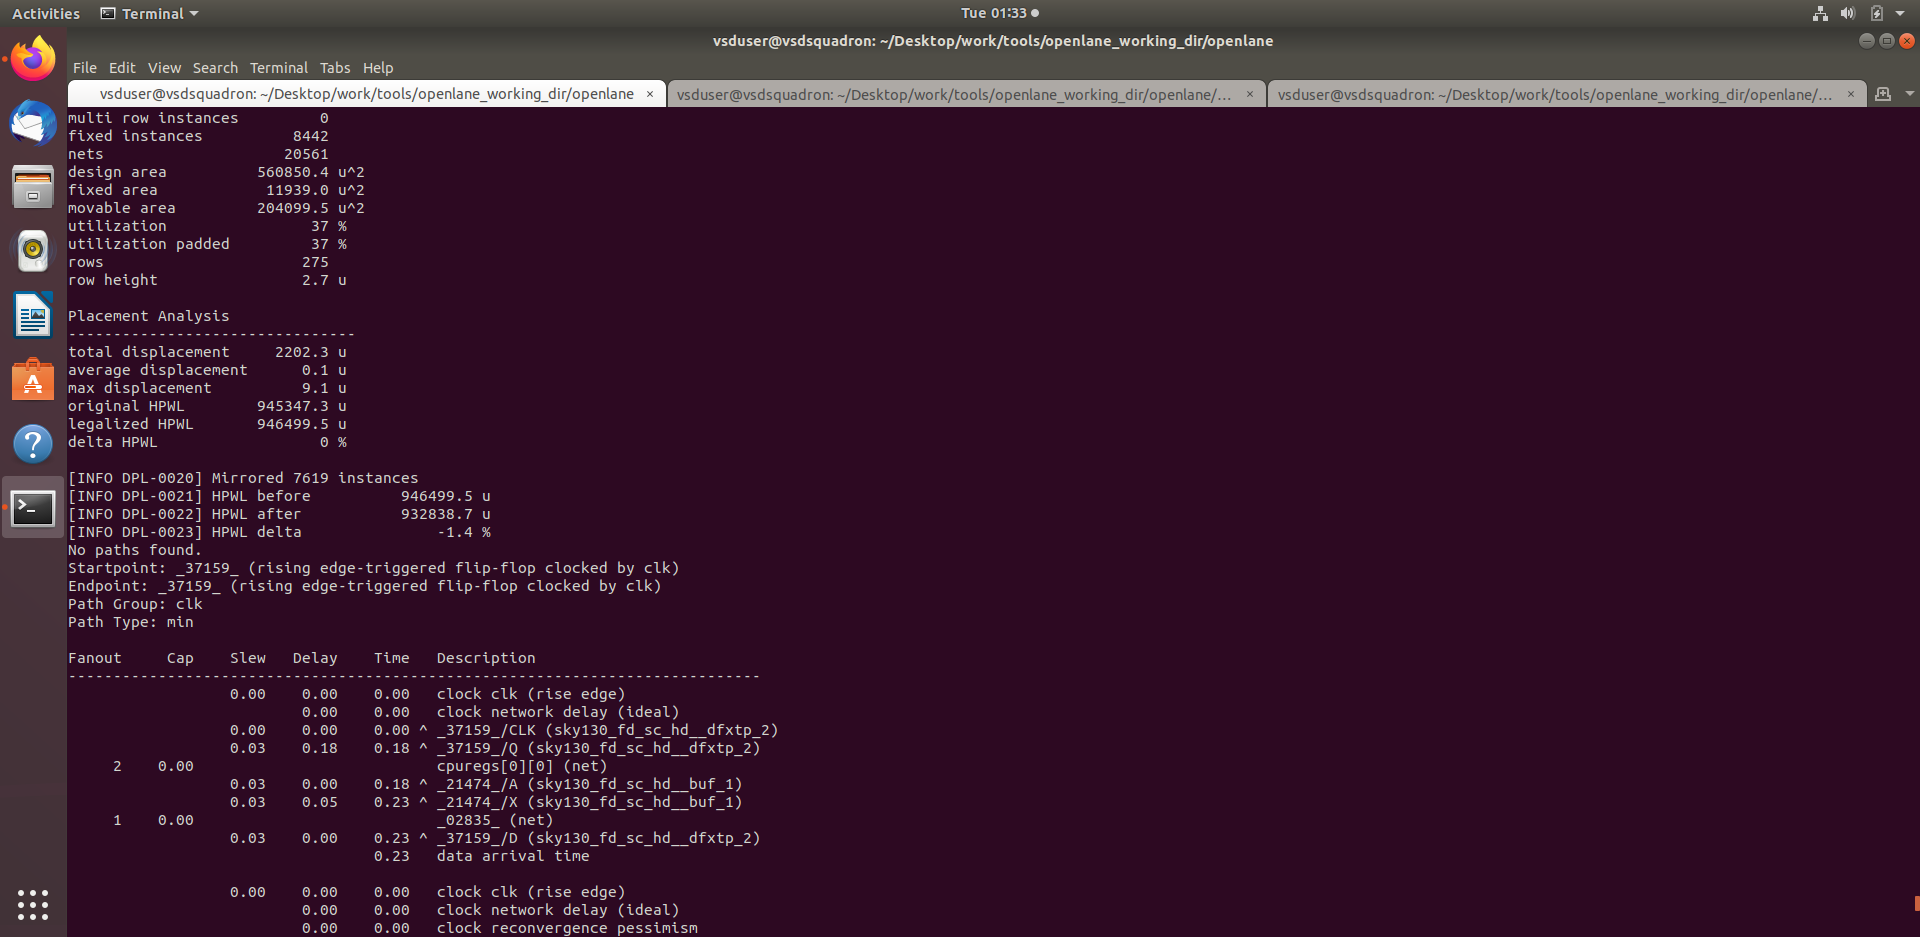 Activities Terminal Tue 01:33
vsduser@vsdsquadron: ~/Desktop/work/tools/openlane_working_dir/openlane
File Edit View Search Terminal Tabs Help
vsduser@vsdsquadron: ~/Desktop/work/tools/openlane_working_dir/openlane × vsduser@vsdsquadron: ~/Desktop/work/tools/openlane_working_dir/openlane/... × vsduser@vsdsquadron: ~/Desktop/work/tools/openlane_working_dir/openlane/... ×
multi row instances         0
fixed instances          8442
nets                    20561
design area          560850.4 u^2
fixed area            11939.0 u^2
movable area         204099.5 u^2
utilization                37 %
utilization padded         37 %
rows                      275
row height                2.7 u
Placement Analysis
--------------------------------
total displacement     2202.3 u
average displacement      0.1 u
max displacement          9.1 u
original HPWL        945347.3 u
legalized HPWL       946499.5 u
delta HPWL                  0 %
[INFO DPL-0020] Mirrored 7619 instances
[INFO DPL-0021] HPWL before          946499.5 u
[INFO DPL-0022] HPWL after           932838.7 u
[INFO DPL-0023] HPWL delta               -1.4 %
No paths found.
Startpoint: _37159_ (rising edge-triggered flip-flop clocked by clk)
Endpoint: _37159_ (rising edge-triggered flip-flop clocked by clk)
Path Group: clk
Path Type: min
Fanout     Cap    Slew   Delay    Time   Description
-----------------------------------------------------------------------------
                  0.00    0.00    0.00   clock clk (rise edge)
                          0.00    0.00   clock network delay (ideal)
                  0.00    0.00    0.00 ^ _37159_/CLK (sky130_fd_sc_hd__dfxtp_2)
                  0.03    0.18    0.18 ^ _37159_/Q (sky130_fd_sc_hd__dfxtp_2)
     2    0.00                           cpuregs[0][0] (net)
                  0.03    0.00    0.18 ^ _21474_/A (sky130_fd_sc_hd__buf_1)
                  0.03    0.05    0.23 ^ _21474_/X (sky130_fd_sc_hd__buf_1)
     1    0.00                           _02835_ (net)
                  0.03    0.00    0.23 ^ _37159_/D (sky130_fd_sc_hd__dfxtp_2)
                                  0.23   data arrival time
                  0.00    0.00    0.00   clock clk (rise edge)
                          0.00    0.00   clock network delay (ideal)
                          0.00    0.00   clock reconvergence pessimism